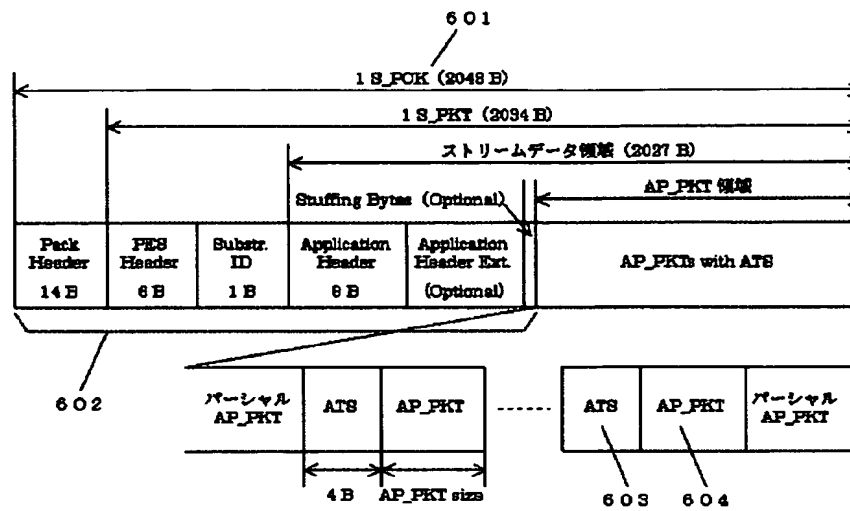 601
1 S_PCK (2048 B)
1 S_PKT (2034 B)
ストリームデータ領域 (2027 B)
Stuffing Bytes (Optional)
AP_PKT 領域
Pack
Header
14 B
PES
Header
6 B
Substr.
ID
1 B
Application
Header
9 B
Application
Header Ext.
(Optional)
AP_PKTs with ATS
602
パーシャル
AP_PKT
ATS
AP_PKT
ATS
AP_PKT
パーシャル
AP_PKT
4 B
AP_PKT size
603
604